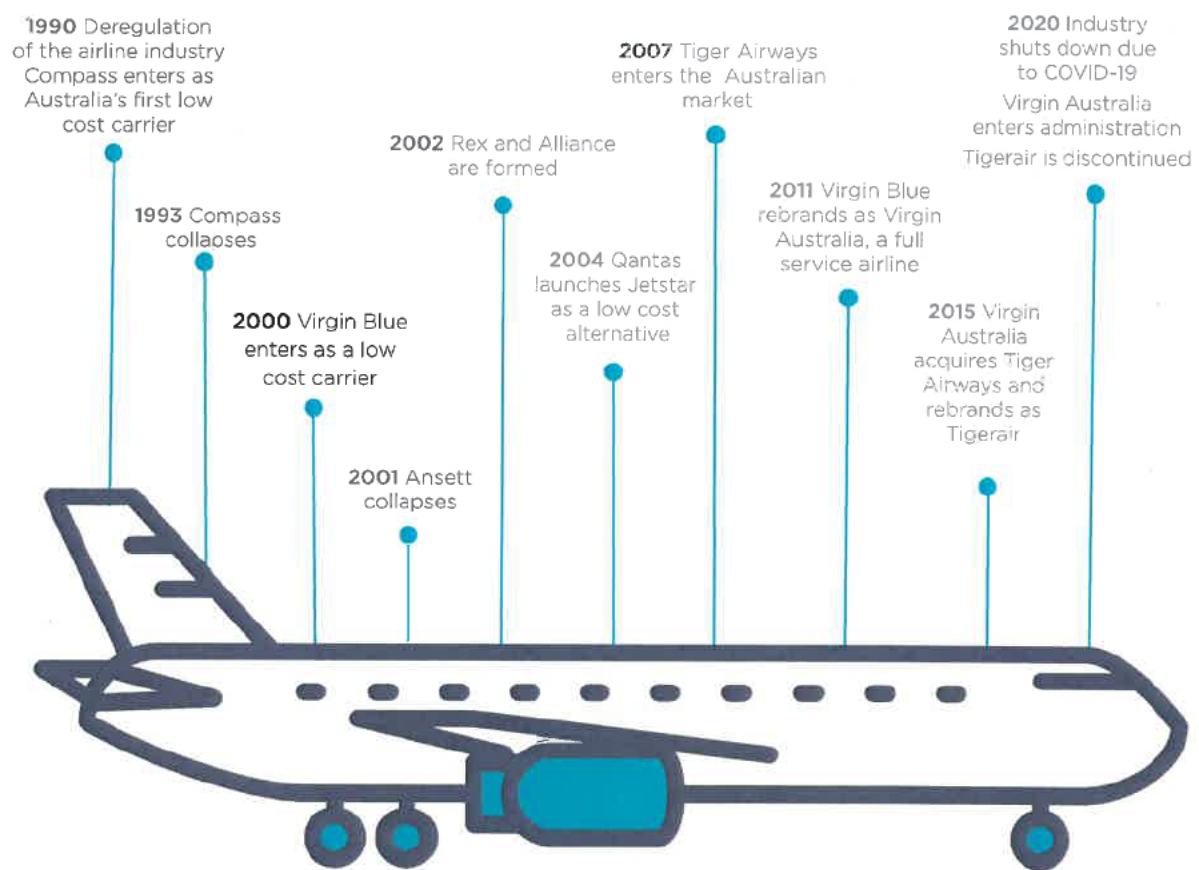 1990 Deregulation
of the airline industry
Compass enters as
Australia's first low
cost carrier
1993 Compass
collapses
2000 Virgin Blue
enters as a low
cost carrier
2001 Ansett
collapses
2002 Rex and Alliance
are formed
2004 Qantas
launches Jetstar
as a low cost
alternative
2007 Tiger Airways
enters the Australian
market
2011 Virgin Blue
rebrands as Virgin
Australia, a full
service airline
2015 Virgin
Australia
acquires Tiger
Airways and
rebrands as
Tigerair
2020 Industry
shuts down due
to COVID-19
Virgin Australia
enters administration
Tigerair is discontinued